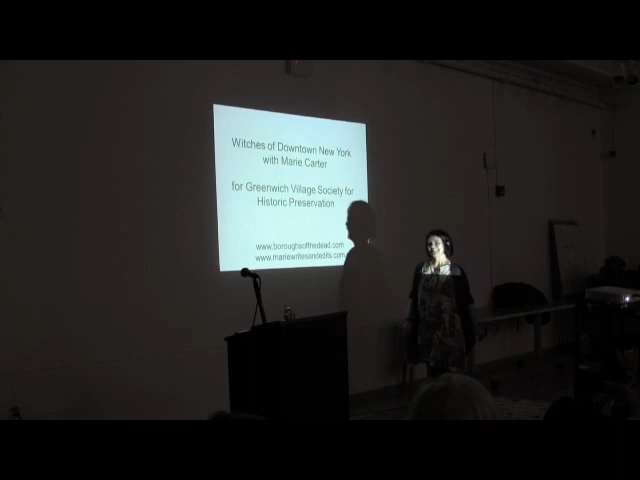 Witches of Downtown New York
with Marie Carter
for Greenwich Village Society for
Historic Preservation
www.boroughsofthedead.com
www.mariewritesandedits.com